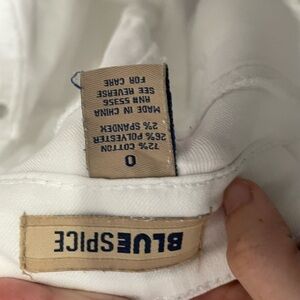 BLUESPICE
0
72% COTTON
26% POLYESTER
2% SPANDEX
MADE IN CHINA
RN# 55356
SEE REVERSE
FOR CARE